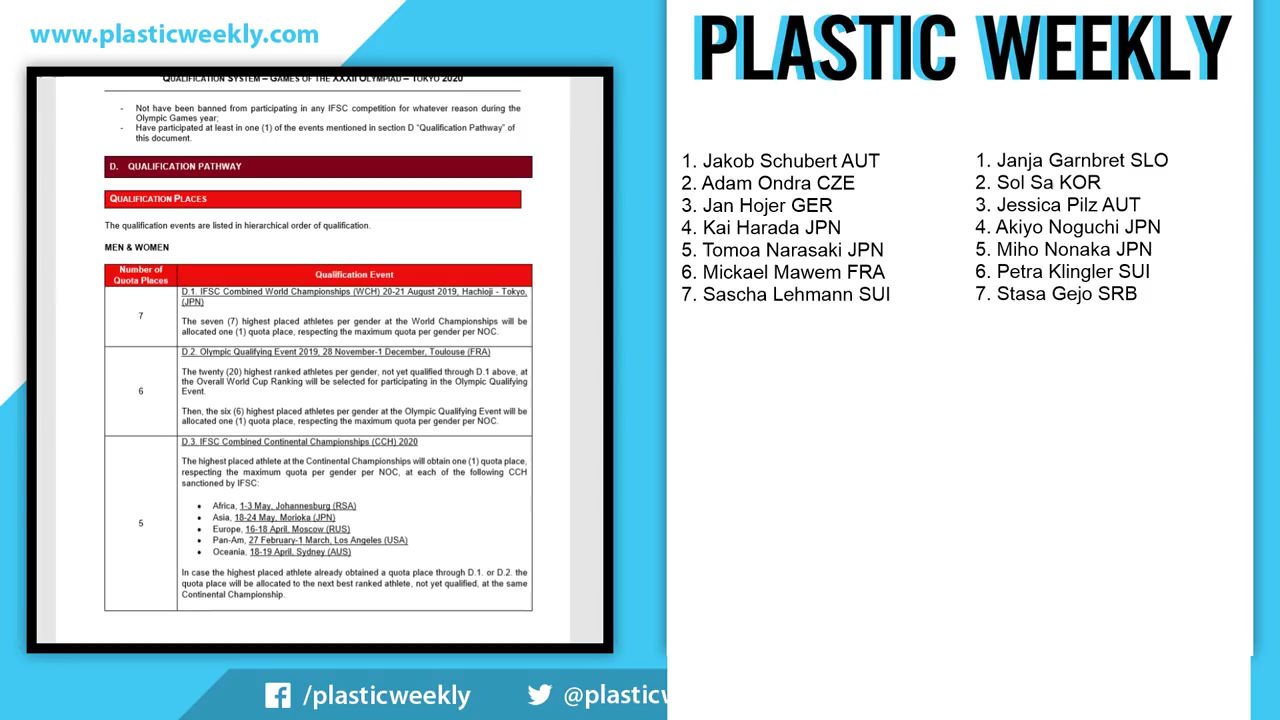 www.plasticweekly.com
QUALIFICATION SYSTEM – GAMES OF THE XXXII OLYMPIAD – TOKYO 2020
- Not have been banned from participating in any IFSC competition for whatever reason during the
Olympic Games year;
- Have participated at least in one (1) of the events mentioned in section D "Qualification Pathway" of
this document.
D. QUALIFICATION PATHWAY
QUALIFICATION PLACES
The qualification events are listed in hierarchical order of qualification.
MEN & WOMEN
Number of
Quota Places
Qualification Event
7
D.1. IFSC Combined World Championships (WCH) 20-21 August 2019, Hachioji - Tokyo,
(JPN)
The seven (7) highest placed athletes per gender at the World Championships will be
allocated one (1) quota place, respecting the maximum quota per gender per NOC.
6
D.2. Olympic Qualifying Event 2019, 28 November-1 December, Toulouse (FRA)
The twenty (20) highest ranked athletes per gender, not yet qualified through D.1 above, at
the Overall World Cup Ranking will be selected for participating in the Olympic Qualifying
Event.
Then, the six (6) highest placed athletes per gender at the Olympic Qualifying Event will be
allocated one (1) quota place, respecting the maximum quota per gender per NOC.
5
D.3. IFSC Combined Continental Championships (CCH) 2020
The highest placed athlete at the Continental Championships will obtain one (1) quota place,
respecting the maximum quota per gender per NOC, at each of the following CCH
sanctioned by IFSC:
• Africa, 1-3 May, Johannesburg (RSA)
• Asia, 18-24 May, Morioka (JPN)
• Europe, 16-18 April, Moscow (RUS)
• Pan-Am, 27 February-1 March, Los Angeles (USA)
• Oceania, 18-19 April, Sydney (AUS)
In case the highest placed athlete already obtained a quota place through D.1. or D.2. the
quota place will be allocated to the next best ranked athlete, not yet qualified, at the same
Continental Championship.
/plasticweekly
@plasticw
PLASTIC WEEKLY
1. Jakob Schubert AUT
2. Adam Ondra CZE
3. Jan Hojer GER
4. Kai Harada JPN
5. Tomoa Narasaki JPN
6. Mickael Mawem FRA
7. Sascha Lehmann SUI
1. Janja Garnbret SLO
2. Sol Sa KOR
3. Jessica Pilz AUT
4. Akiyo Noguchi JPN
5. Miho Nonaka JPN
6. Petra Klingler SUI
7. Stasa Gejo SRB